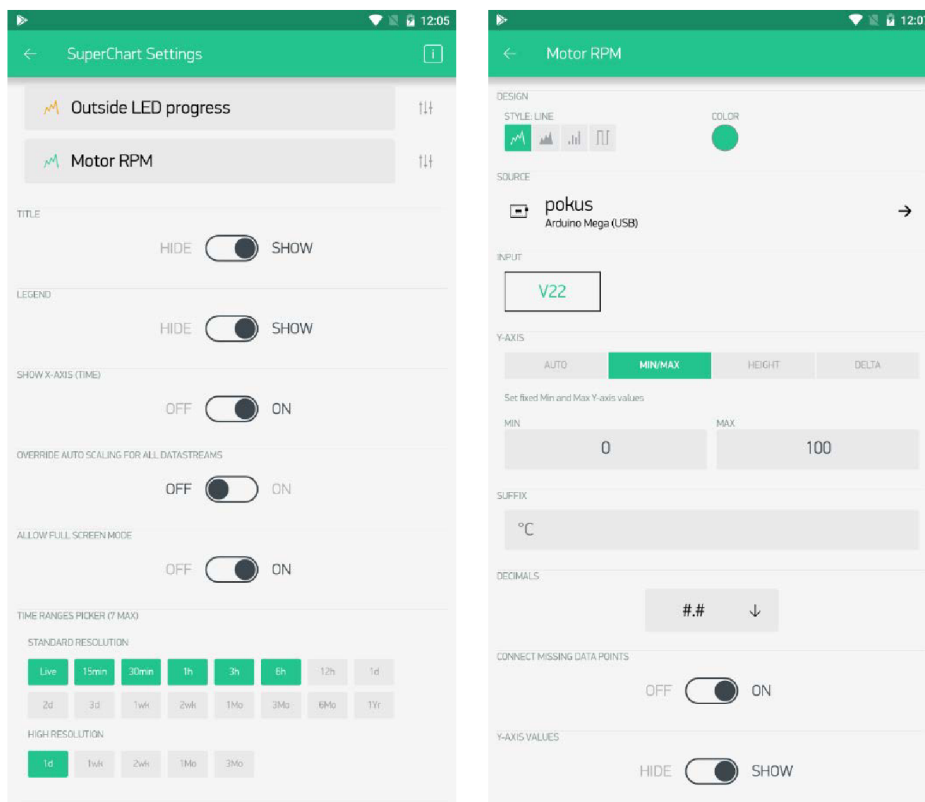 12:05
SuperChart Settings
i
Outside LED progress
Motor RPM
TITLE
HIDE SHOW
LEGEND
HIDE SHOW
SHOW X-AXIS (TIME)
OFF ON
OVERRIDE AUTO SCALING FOR ALL DATASTREAMS
OFF ON
ALLOW FULL SCREEN MODE
OFF ON
TIME RANGES PICKER (7 MAX)
STANDARD RESOLUTION
Live 15min 30min 1h 3h 6h 12h 1d
2d 3d 1wk 2wk 1Mo 3Mo 6Mo 1Yr
HIGH RESOLUTION
1d 1wk 2wk 1Mo 3Mo
Motor RPM
DESIGN
STYLE: LINE COLOR
SOURCE
pokus
Arduino Mega (USB)
INPUT
V22
Y-AXIS
AUTO MIN/MAX HEIGHT DELTA
Set fixed Min and Max Y-axis values
MIN MAX
0 100
SUFFIX
°C
DECIMALS
#.#
CONNECT MISSING DATA POINTS
OFF ON
Y-AXIS VALUES
HIDE SHOW